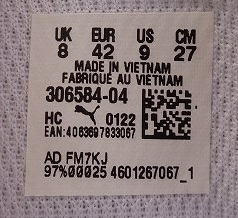 UK EUR US CM
8 42 9 27
MADE IN VIETNAM
FABRIQUÉ AU VIETNAM
306584-04
HC 0122
EAN: 4063697833067
AD FM7KJ
97%00025 4601267067_1